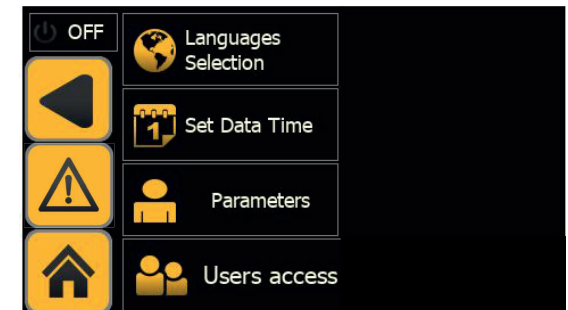 OFF
Languages
Selection
1
Set Data Time
Parameters
Users access